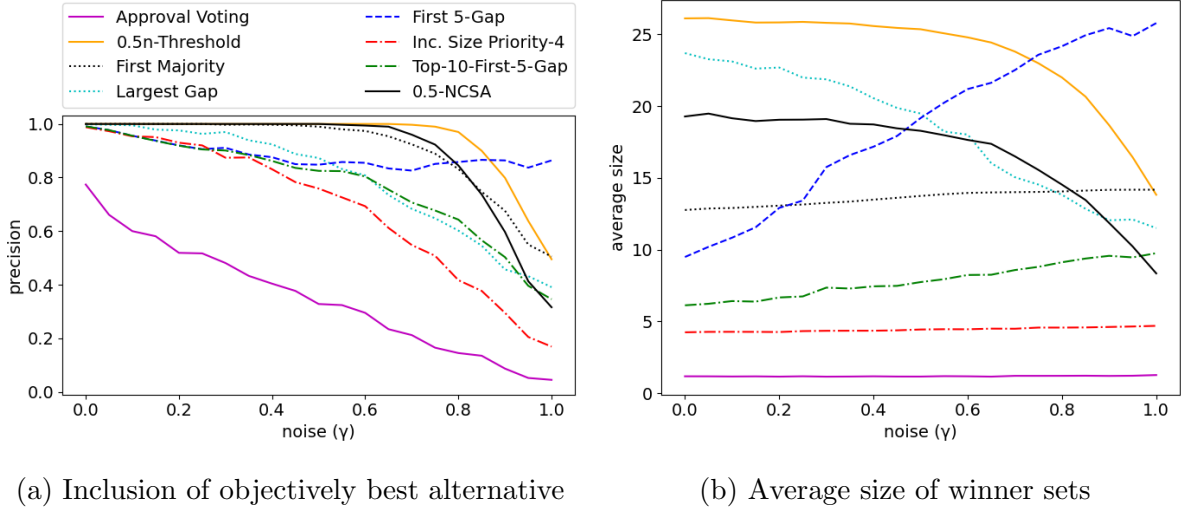 Approval Voting
0.5n-Threshold
First Majority
Largest Gap
First 5-Gap
Inc. Size Priority-4
Top-10-First-5-Gap
0.5-NCSA
1.0
0.8
0.6
0.4
0.2
0.0
precision
0.0 0.2 0.4 0.6 0.8 1.0
noise (γ)
25
20
15
10
5
0
average size
0.0 0.2 0.4 0.6 0.8 1.0
noise (γ)
(a) Inclusion of objectively best alternative
(b) Average size of winner sets